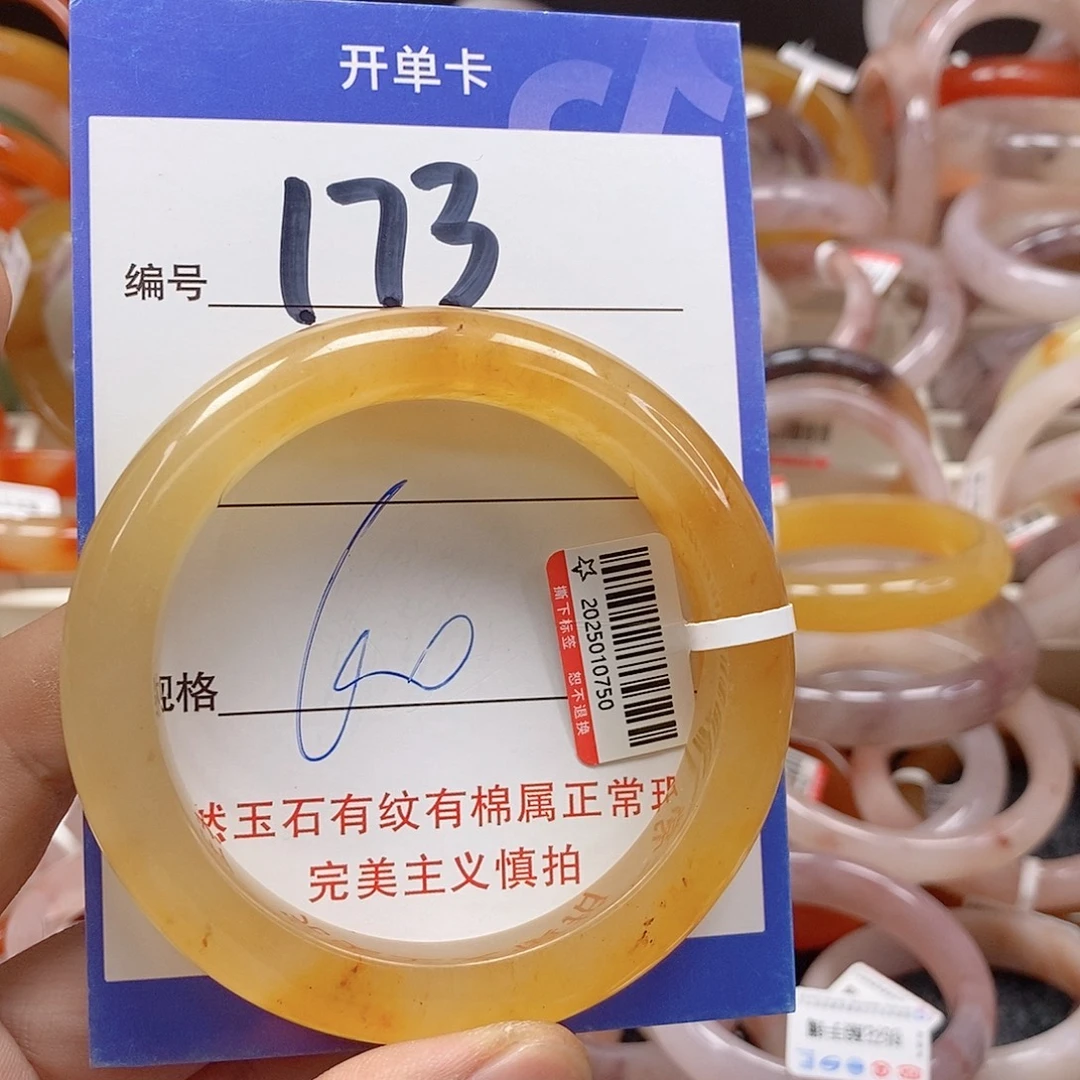 开单卡
编号 173
规格 60
☆ 2025010750
撕下标签 恕不退换
然玉石有纹有棉属正常现
完美主义慎拍